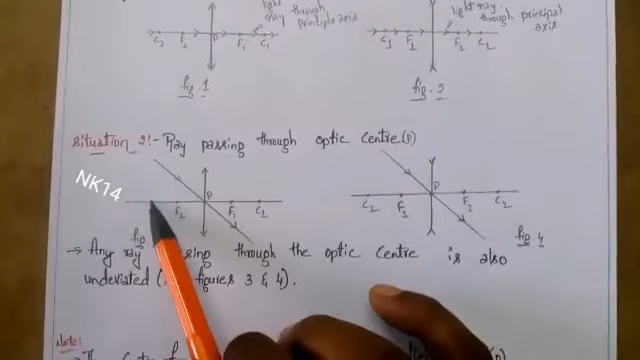 light ray through principle axis
C2 F2 P F1 C1
fig.1
light ray through principal axis
C1 F1 F2 C2
fig.2
Situation 2:- Ray passing through optic centre(P)
NK14
F2 P F1 C1
C2 F1 P F2 C2
fig 4
→ Any ray through the optic centre is also
undeviated ( figures 3 & 4).
Note: